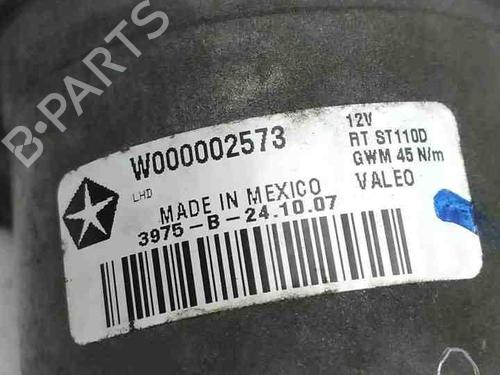 B-PARTS
W000002573
LHD
MADE IN MEXICO
3975-B-24.10.07
12V
RT ST110D
GWM 45 N/m
VALEO